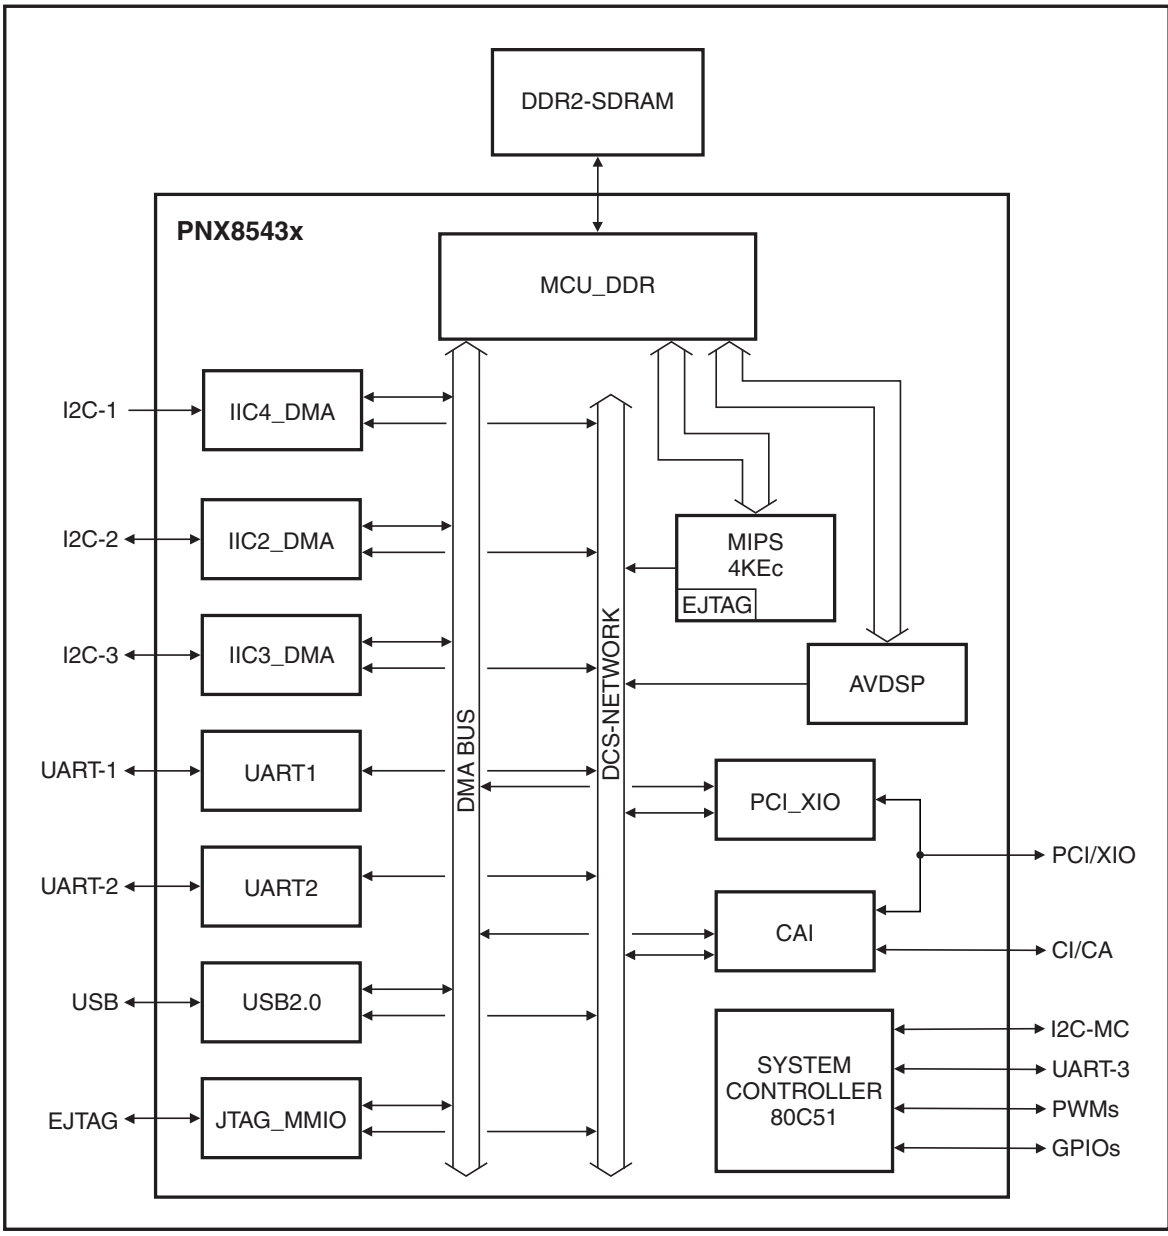 DDR2-SDRAM
PNX8543x
MCU_DDR
I2C-1
IIC4_DMA
I2C-2
IIC2_DMA
MIPS
4KEc
EJTAG
I2C-3
IIC3_DMA
DCS-NETWORK
AVDSP
DMA BUS
UART-1
UART1
PCI_XIO
PCI/XIO
UART-2
UART2
CAI
CI/CA
USB
USB2.0
I2C-MC
SYSTEM
CONTROLLER
80C51
UART-3
PWMs
GPIOs
EJTAG
JTAG_MMIO